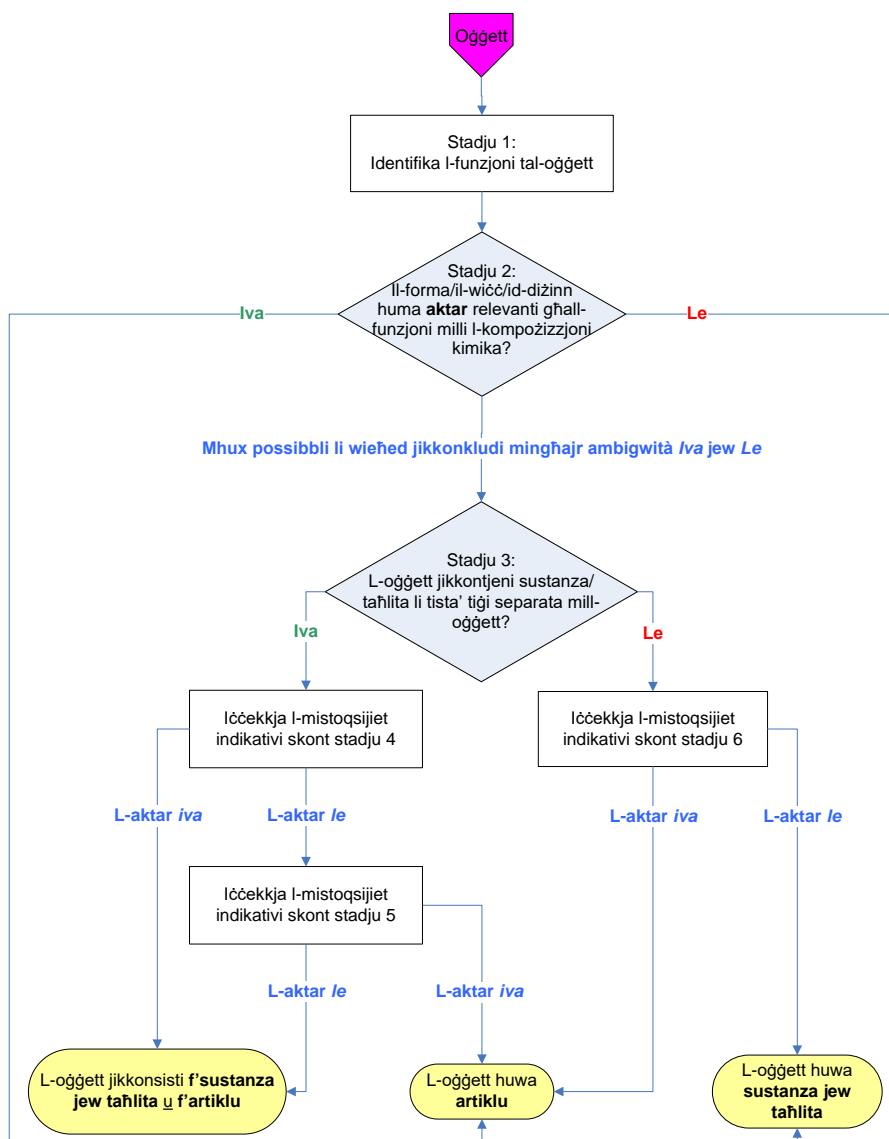 Oġġett
Stadju 1:
Identifika l-funzjoni tal-oġġett
Stadju 2:
Il-forma/il-wiċċ/id-diżinn
huma aktar relevanti għall-
funzjoni milli l-kompożizzjoni
kimika?
Iva
Le
Mhux possibbli li wieħed jikkonkludi mingħajr ambigwità Iva jew Le
Stadju 3:
L-oġġett jikkontjeni sustanza/
taħlita li tista’ tiġi separata mill-
oġġett?
Iva
Le
Iċċekkja l-mistoqsijiet
indikativi skont stadju 4
Iċċekkja l-mistoqsijiet
indikativi skont stadju 6
L-aktar iva
L-aktar le
L-aktar iva
L-aktar le
Iċċekkja l-mistoqsijiet
indikativi skont stadju 5
L-aktar le
L-aktar iva
L-oġġett jikkonsisti f’sustanza
jew taħlita u f’artiklu
L-oġġett huwa
artiklu
L-oġġett huwa
sustanza jew
taħlita